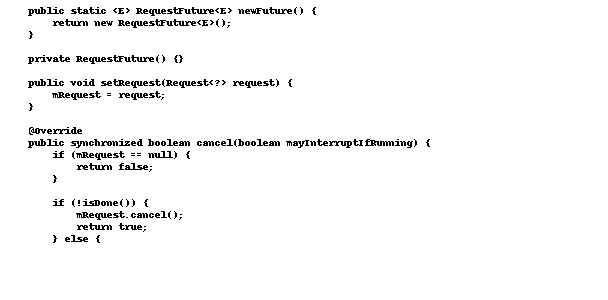 public static <E> RequestFuture<E> newFuture() {
return new RequestFuture<E>();
}
private RequestFuture() {}
public void setRequest(Request<?> request) {
mRequest = request;
}
@Override
public synchronized boolean cancel(boolean mayInterruptIfRunning) {
if (mRequest == null) {
return false;
}
if (!isDone()) {
mRequest.cancel();
return true;
} else {